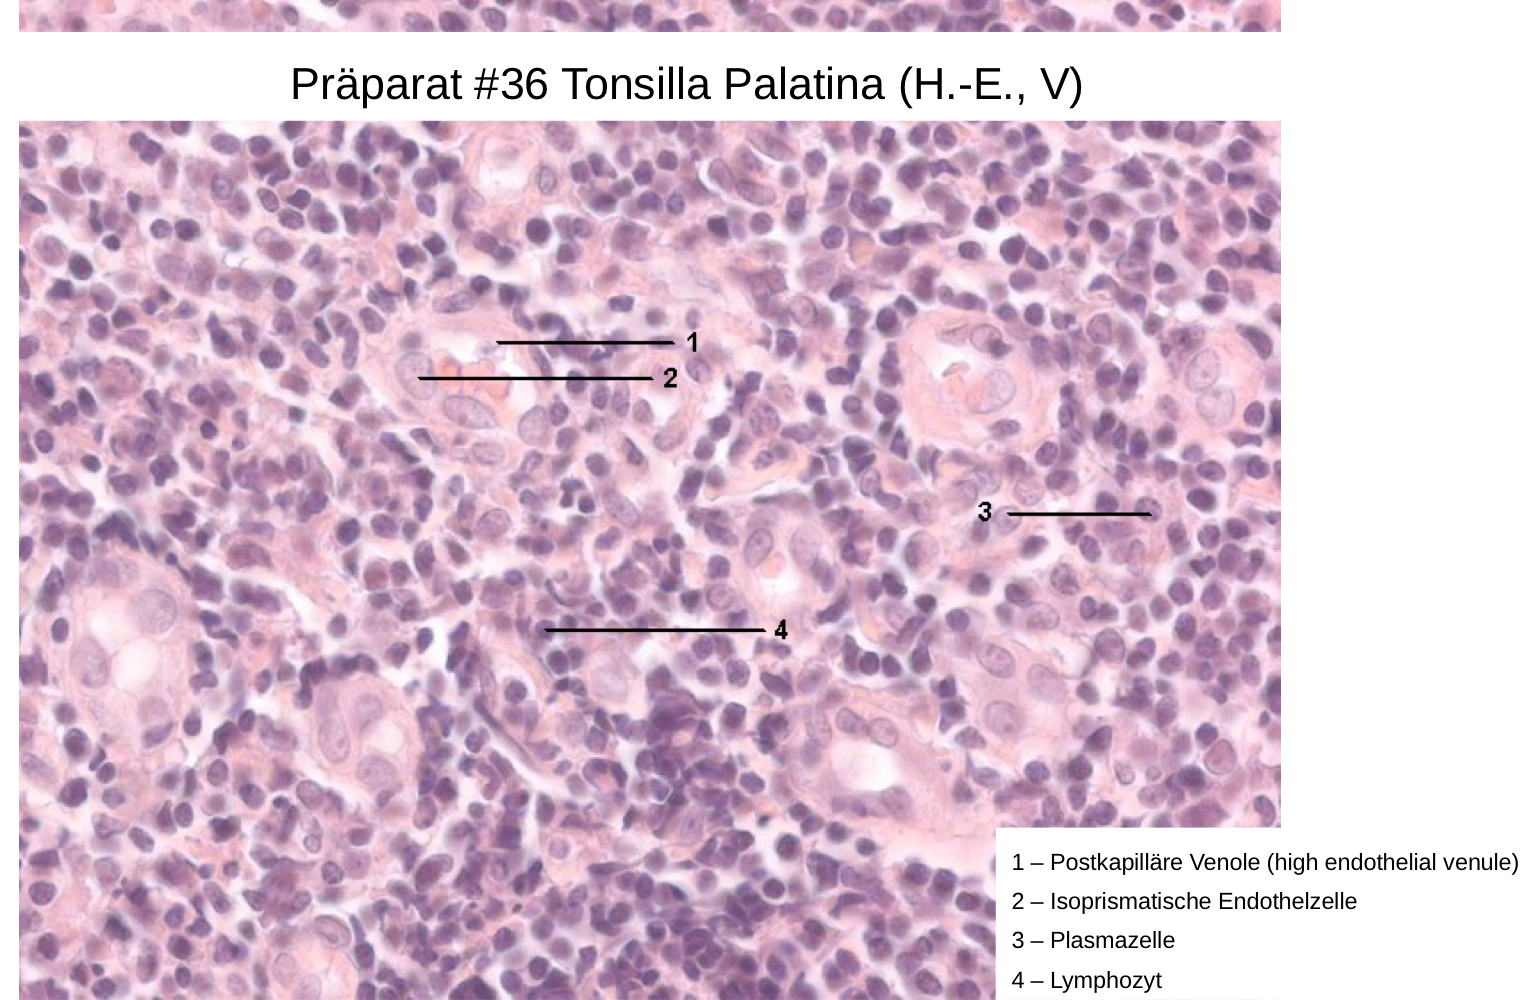 Präparat #36 Tonsilla Palatina (H.-E., V)
1
2
3
4
1 – Postkapilläre Venole (high endothelial venule)
2 – Isoprismatische Endothelzelle
3 – Plasmazelle
4 – Lymphozyt